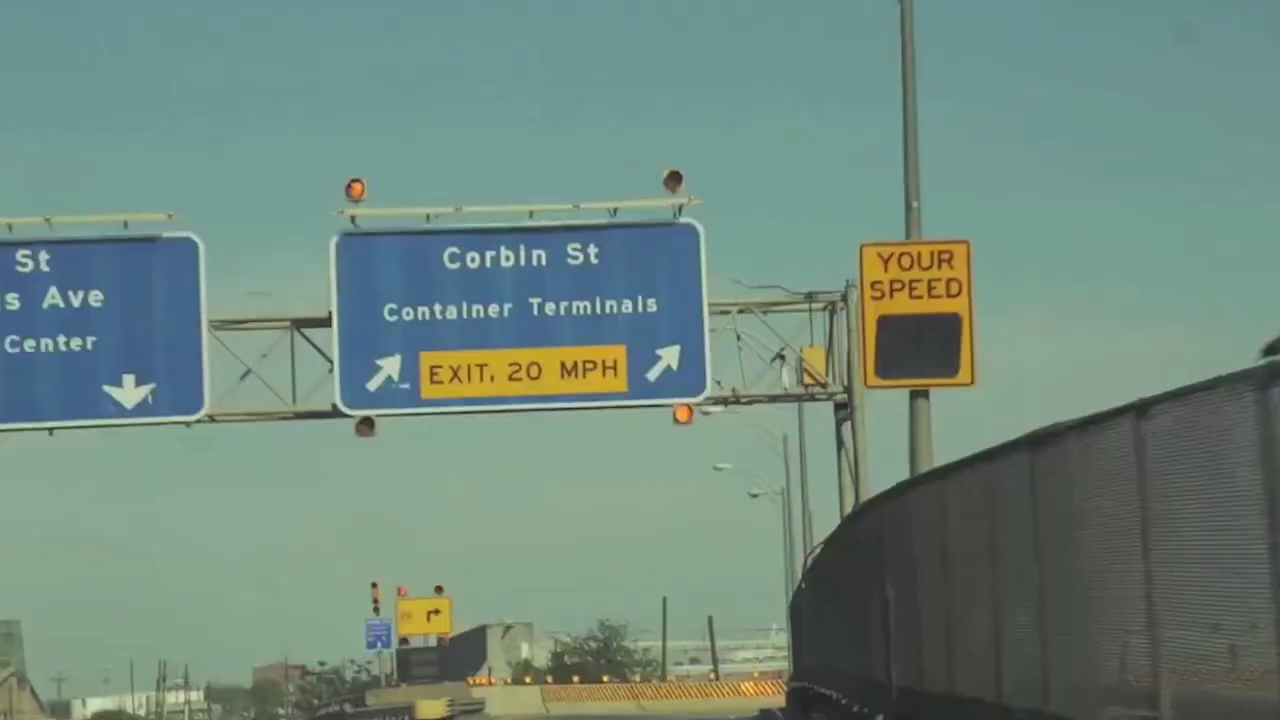 St
s Ave
Center
Corbin St
Container Terminals
EXIT, 20 MPH
YOUR
SPEED